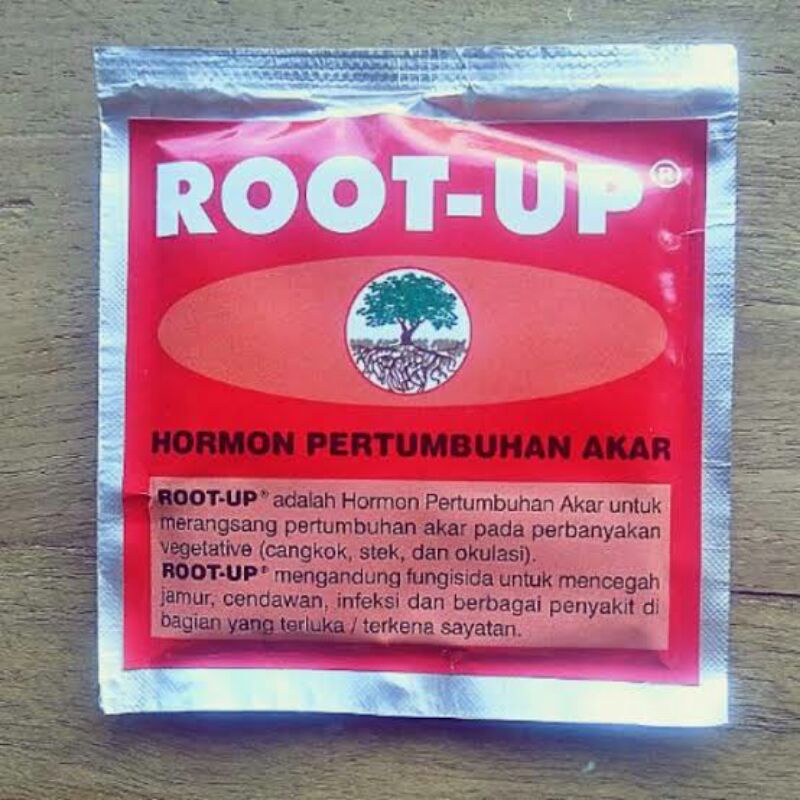 ROOT-UP®
HORMON PERTUMBUHAN AKAR
ROOT-UP® adalah Hormon Pertumbuhan Akar untuk
merangsang pertumbuhan akar pada perbanyakan
vegetative (cangkok, stek, dan okulasi).
ROOT-UP® mengandung fungisida untuk mencegah
jamur, cendawan, infeksi dan berbagai penyakit di
bagian yang terluka / terkena sayatan.